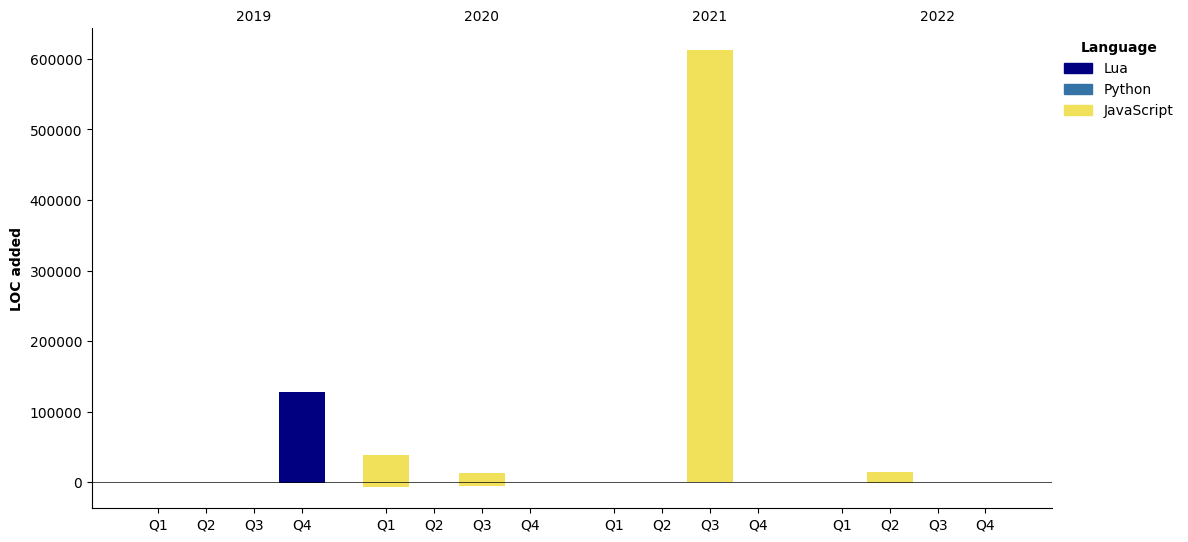 2019 2020 2021 2022
Language
Lua
Python
JavaScript
LOC added
600000
500000
400000
300000
200000
100000
0
Q1 Q2 Q3 Q4 Q1 Q2 Q3 Q4 Q1 Q2 Q3 Q4 Q1 Q2 Q3 Q4